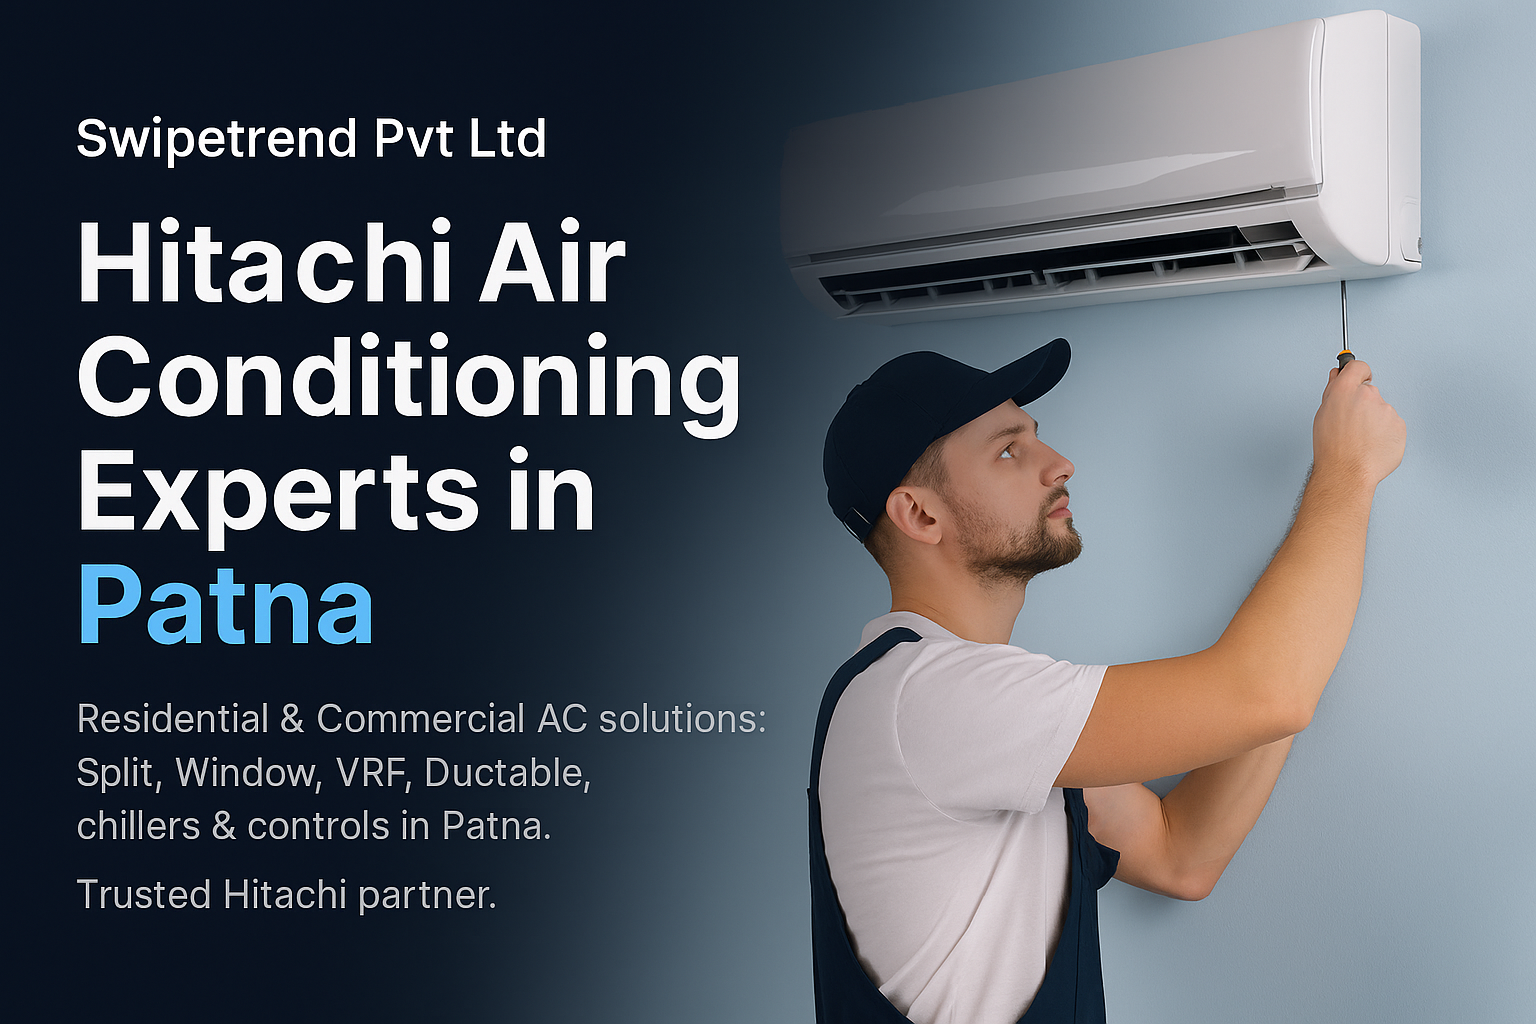 Swipetrend Pvt Ltd
Hitachi Air
Conditioning
Experts in
Patna
Residential & Commercial AC solutions:
Split, Window, VRF, Ductable,
chillers & controls in Patna.
Trusted Hitachi partner.